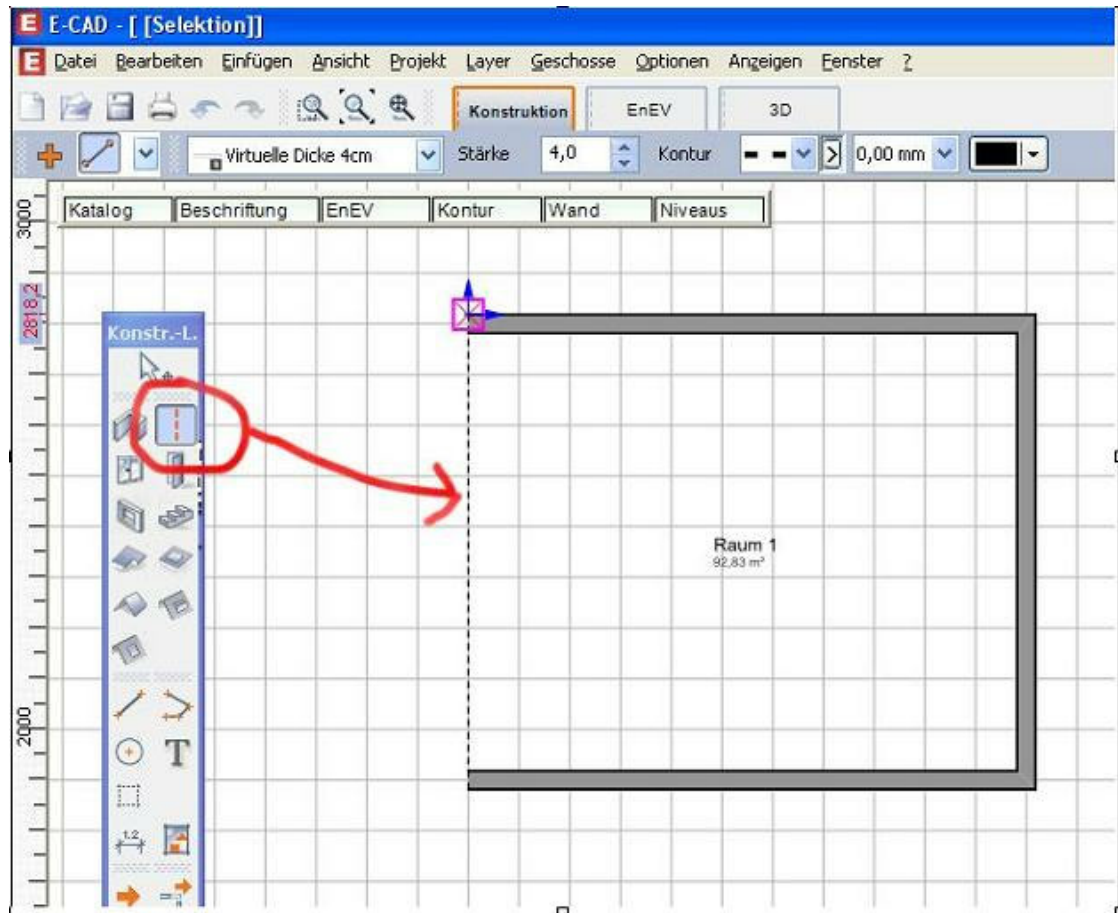 E E-CAD - [ [Selektion]]
E Datei Bearbeiten Einfügen Ansicht Projekt Layer Geschosse Optionen Anzeigen Fenster ?
Konstruktion EnEV 3D
Virtuelle Dicke 4cm Stärke 4,0 Kontur 0,00 mm
Katalog Beschriftung EnEV Kontur Wand Niveaus
3000
2818,2
Konstr.-L.
Raum 1
92,83 m²
2000
T
1.2